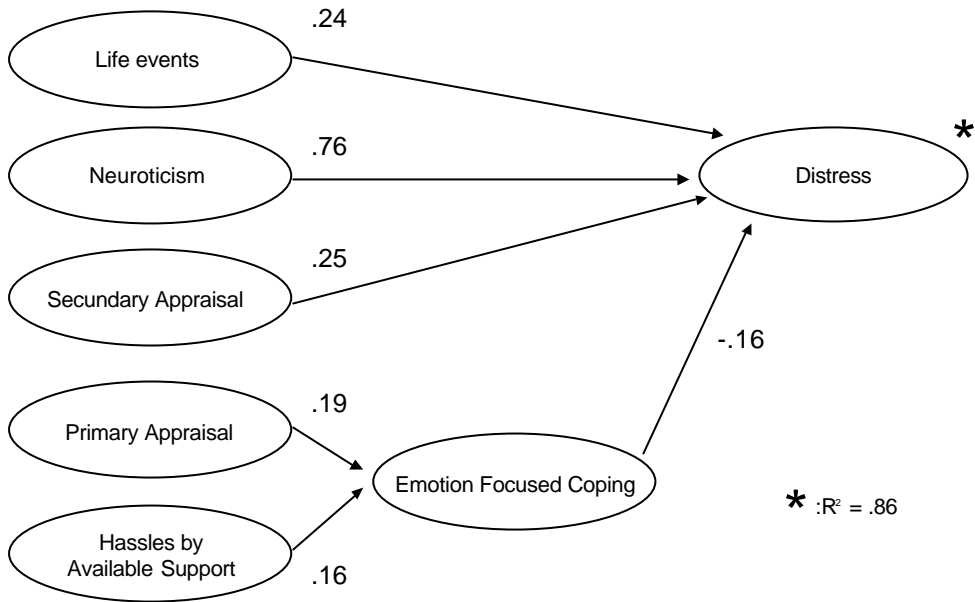 .24
Life events
*
.76
Neuroticism
Distress
.25
Secundary Appraisal
-.16
.19
Primary Appraisal
Emotion Focused Coping
* :R² = .86
Hassles by
Available Support
.16